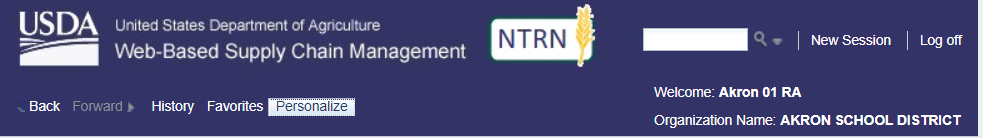 USDA
United States Department of Agriculture
Web-Based Supply Chain Management
NTRN
New Session
Log off
Back Forward History Favorites Personalize
Welcome: Akron 01 RA
Organization Name: AKRON SCHOOL DISTRICT